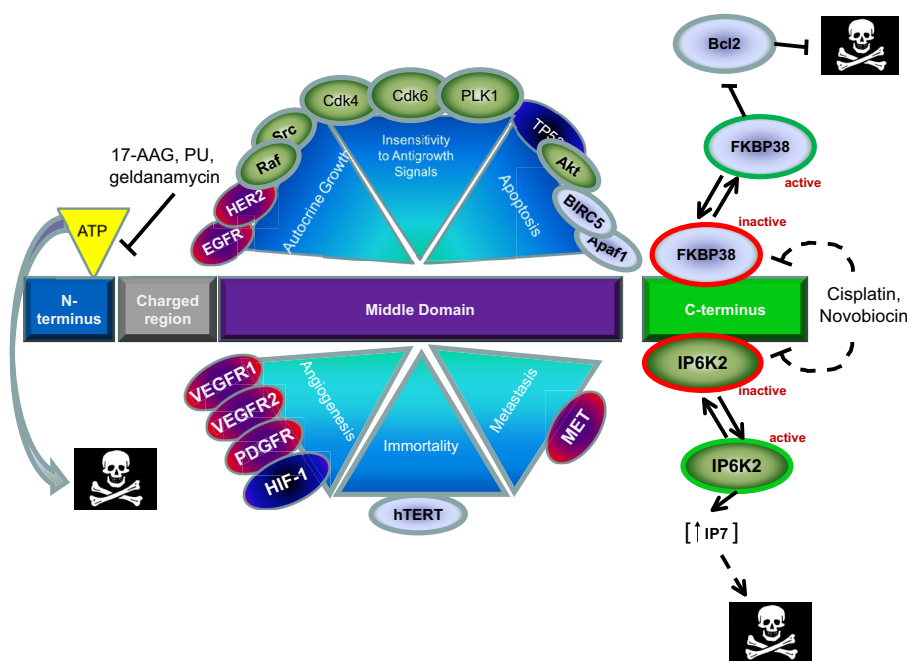 Bcl2
Cdk4
Cdk6
PLK1
Src
Raf
HER2
EGFR
Autocrine Growth
Insensitivity
to Antigrowth
Signals
Apoptosis
Akt
BIRC5
Apaf1
17-AAG, PU,
geldanamycin
ATP
FKBP38
active
inactive
FKBP38
N-
terminus
Charged
region
Middle Domain
C-terminus
Cisplatin,
Novobiocin
IP6K2
inactive
active
IP6K2
[↑IP7]
VEGFR1
VEGFR2
PDGFR
HIF-1
Angiogenesis
Immortality
Metastasis
MET
hTERT